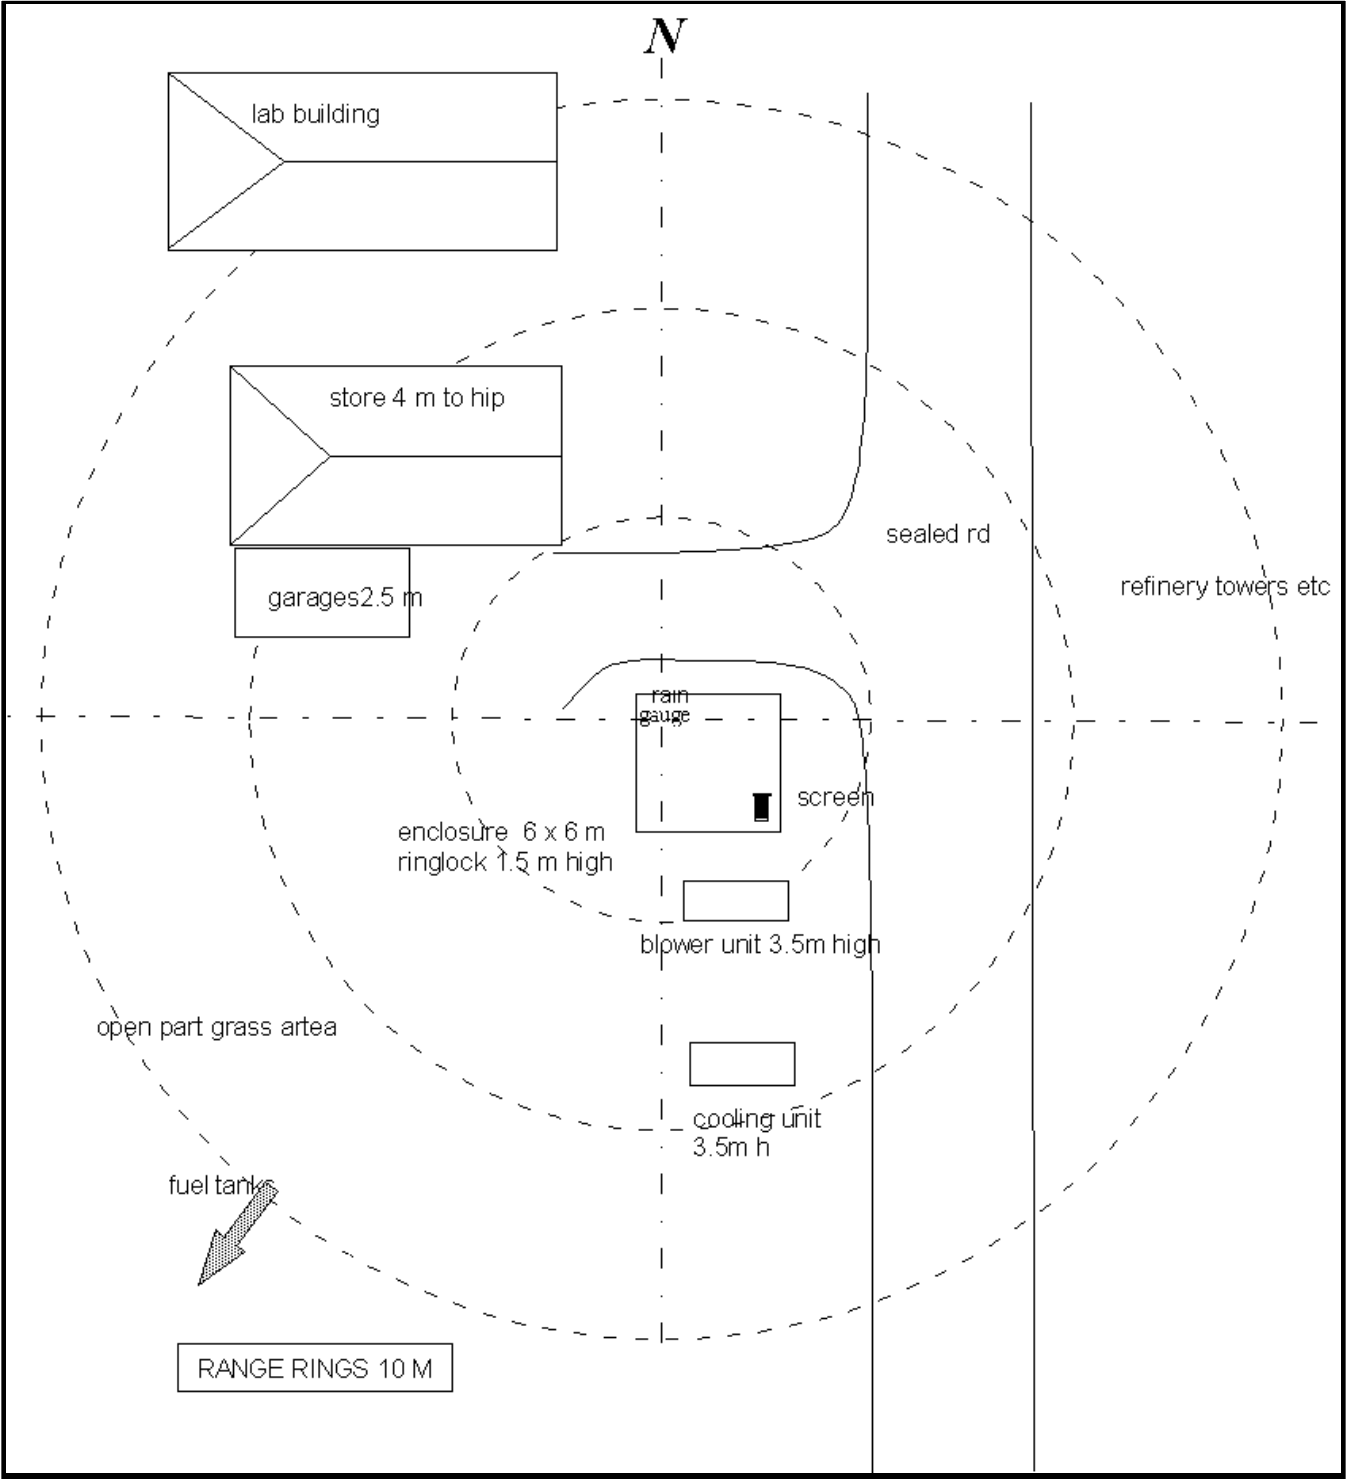 N
lab building
store 4 m to hip
sealed rd
refinery towers etc
garages2.5 m
rain
gauge
screen
enclosure 6 x 6 m
ringlock 1.5 m high
blower unit 3.5m high
open part grass artea
cooling unit
3.5m h
fuel tanks
RANGE RINGS 10 M